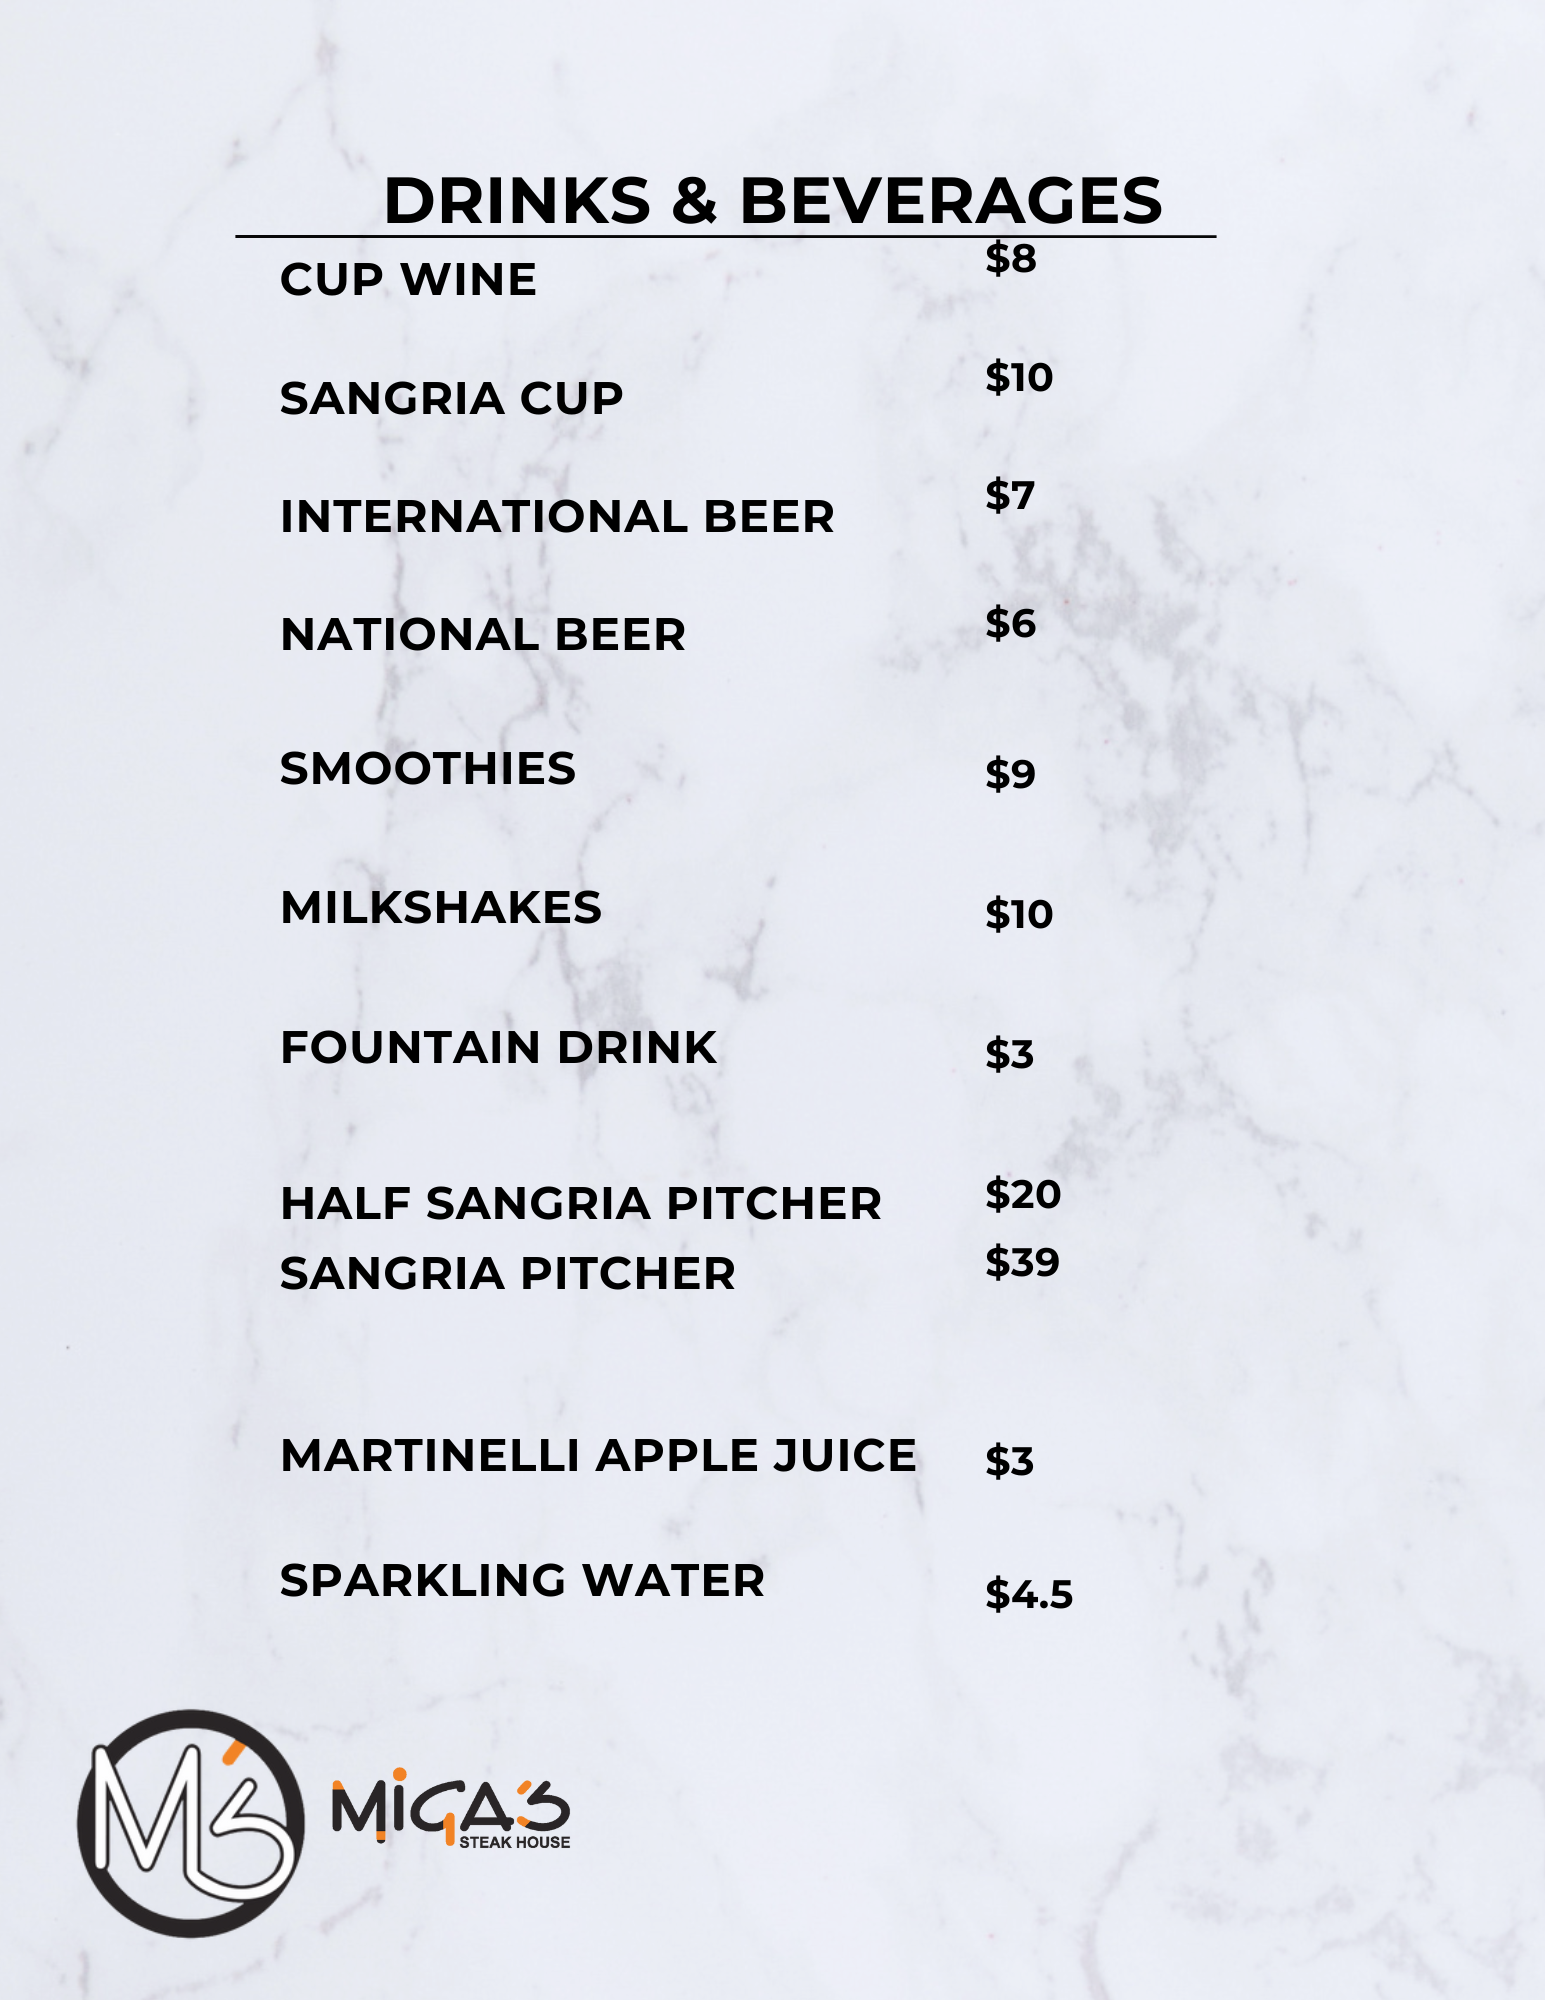 DRINKS & BEVERAGES
CUP WINE $8
SANGRIA CUP $10
INTERNATIONAL BEER $7
NATIONAL BEER $6
SMOOTHIES $9
MILKSHAKES $10
FOUNTAIN DRINK $3
HALF SANGRIA PITCHER $20
SANGRIA PITCHER $39
MARTINELLI APPLE JUICE $3
SPARKLING WATER $4.5
M'S
MIGA'S
STEAK HOUSE